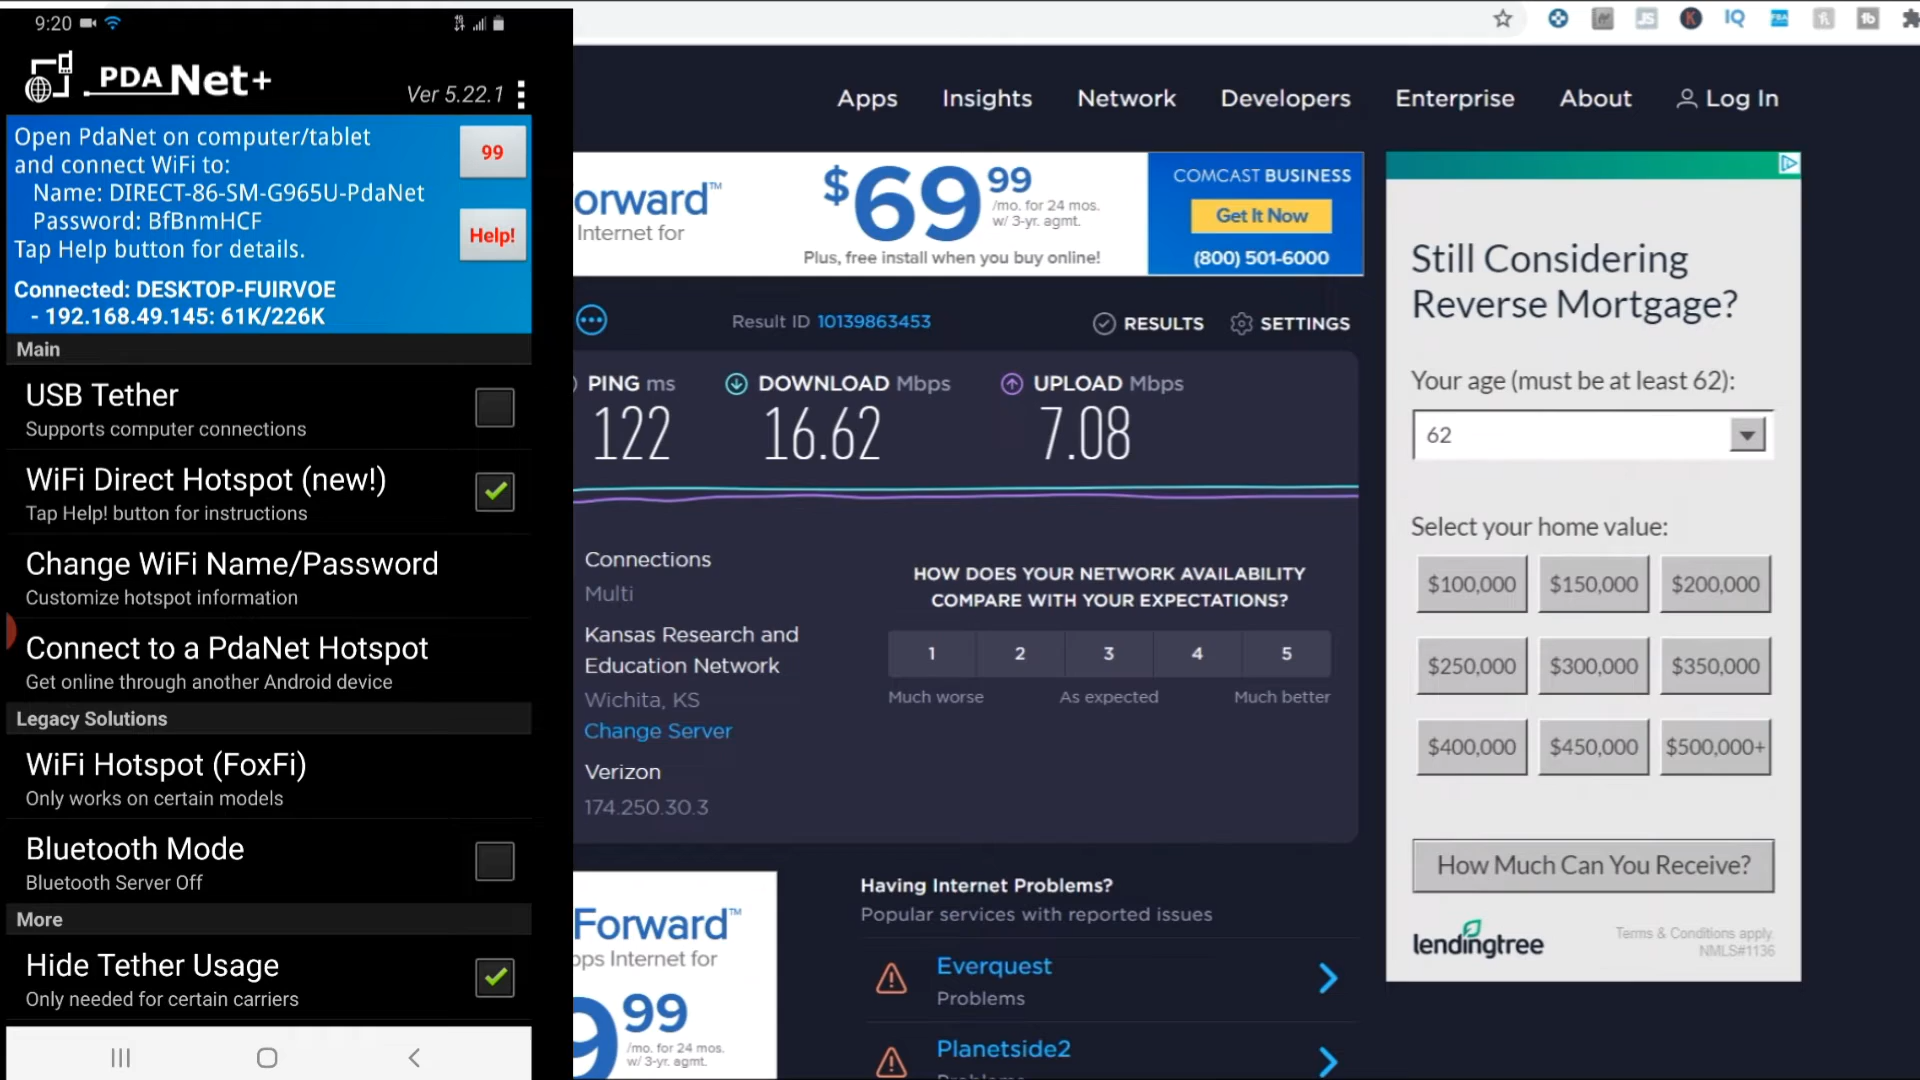 9:20
PDA Net+
Ver 5.22.1
Open PdaNet on computer/tablet
and connect WiFi to:
Name: DIRECT-86-SM-G965U-PdaNet
Password: BfBnmHCF
Tap Help button for details.
99
Help!
Connected: DESKTOP-FUIRVOE
- 192.168.49.145: 61K/226K
Main
USB Tether
Supports computer connections
WiFi Direct Hotspot (new!)
Tap Help! button for instructions
Change WiFi Name/Password
Customize hotspot information
Connect to a PdaNet Hotspot
Get online through another Android device
Legacy Solutions
WiFi Hotspot (FoxFi)
Only works on certain models
Bluetooth Mode
Bluetooth Server Off
More
Hide Tether Usage
Only needed for certain carriers
JS
K
IQ
FBA
Apps Insights Network Developers Enterprise About Log In
orward™
Internet for
$69 99
/mo. for 24 mos.
w/ 3-yr. agmt.
Plus, free install when you buy online!
COMCAST BUSINESS
Get It Now
(800) 501-6000
Result ID 10139863453
RESULTS
SETTINGS
PING ms
122
DOWNLOAD Mbps
16.62
UPLOAD Mbps
7.08
Connections
Multi
Kansas Research and
Education Network
Wichita, KS
Change Server
Verizon
174.250.30.3
HOW DOES YOUR NETWORK AVAILABILITY
COMPARE WITH YOUR EXPECTATIONS?
1 2 3 4 5
Much worse As expected Much better
Forward™
ops Internet for
9 99
/mo. for 24 mos.
w/ 3-yr. agmt.
Having Internet Problems?
Popular services with reported issues
Everquest
Problems
Planetside2
Problems
Still Considering
Reverse Mortgage?
Your age (must be at least 62):
62
Select your home value:
$100,000 $150,000 $200,000
$250,000 $300,000 $350,000
$400,000 $450,000 $500,000+
How Much Can You Receive?
lendingtree
Terms & Conditions apply.
NMLS#1136